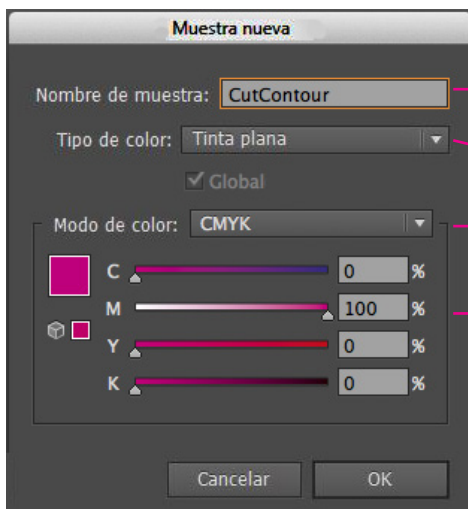 Muestra nueva
Nombre de muestra: CutContour
Tipo de color: Tinta plana
Global
Modo de color: CMYK
C 0 %
M 100 %
Y 0 %
K 0 %
Cancelar OK